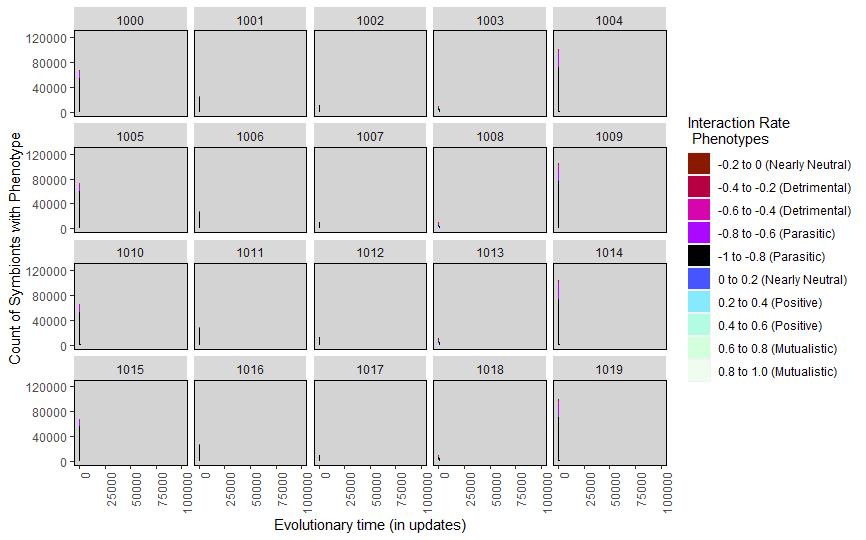 1000 1001 1002 1003 1004
120000
80000
40000
0
1005 1006 1007 1008 1009
120000
80000
40000
0
1010 1011 1012 1013 1014
120000
80000
40000
0
1015 1016 1017 1018 1019
120000
80000
40000
0
0 25000 50000 75000 100000 0 25000 50000 75000 100000 0 25000 50000 75000 100000 0 25000 50000 75000 100000 0 25000 50000 75000 100000
Evolutionary time (in updates)
Count of Symbionts with Phenotype
Interaction Rate
Phenotypes
-0.2 to 0 (Nearly Neutral)
-0.4 to -0.2 (Detrimental)
-0.6 to -0.4 (Detrimental)
-0.8 to -0.6 (Parasitic)
-1 to -0.8 (Parasitic)
0 to 0.2 (Nearly Neutral)
0.2 to 0.4 (Positive)
0.4 to 0.6 (Positive)
0.6 to 0.8 (Mutualistic)
0.8 to 1.0 (Mutualistic)